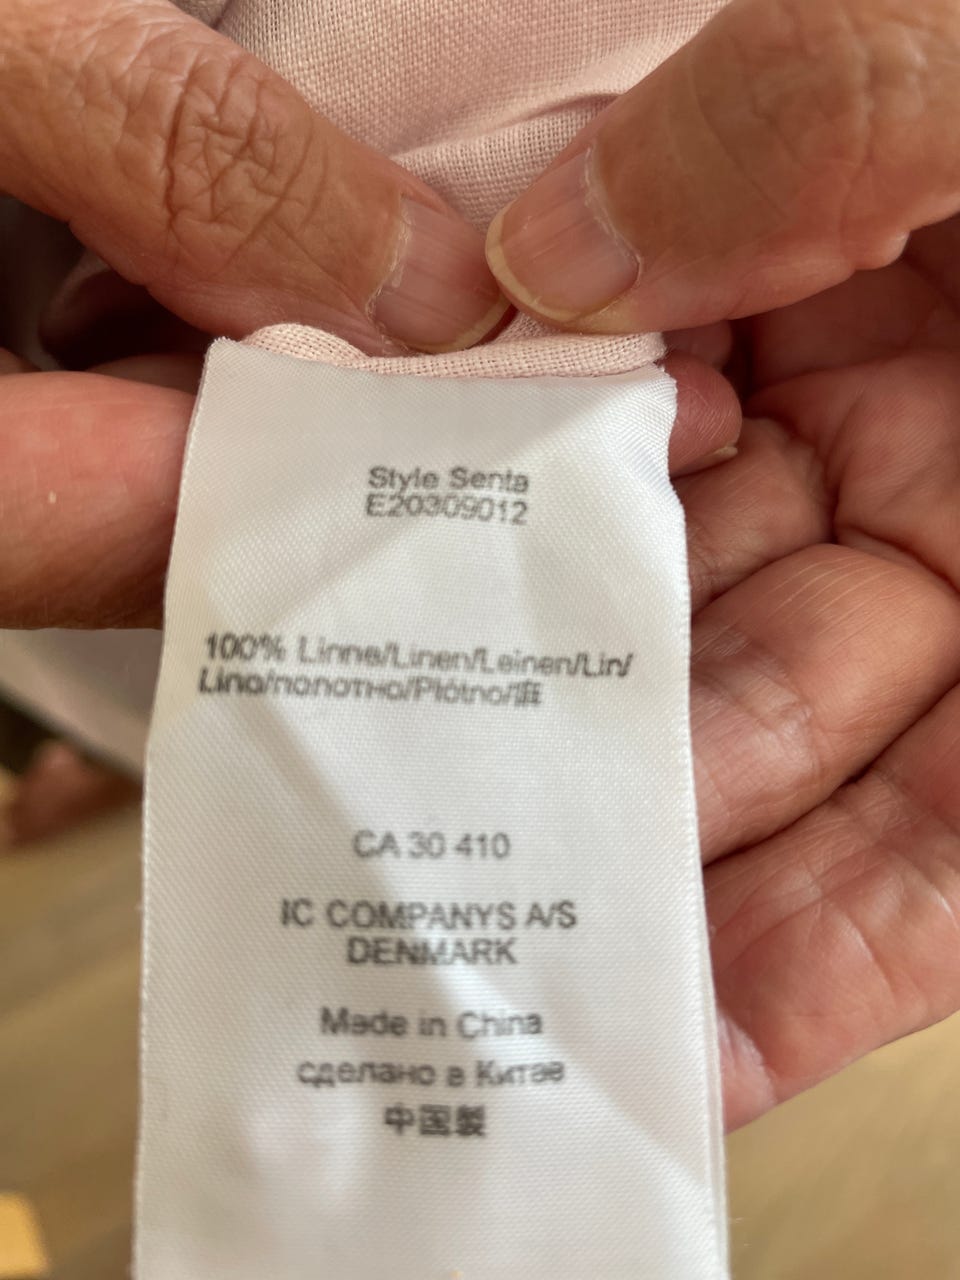 Style Senta
E20309012
100% Linne/Linen/Leinen/Lin/
Lino/полотно/Płótno/麻
CA 30 410
IC COMPANYS A/S
DENMARK
Made in China
сделано в Китае
中国製